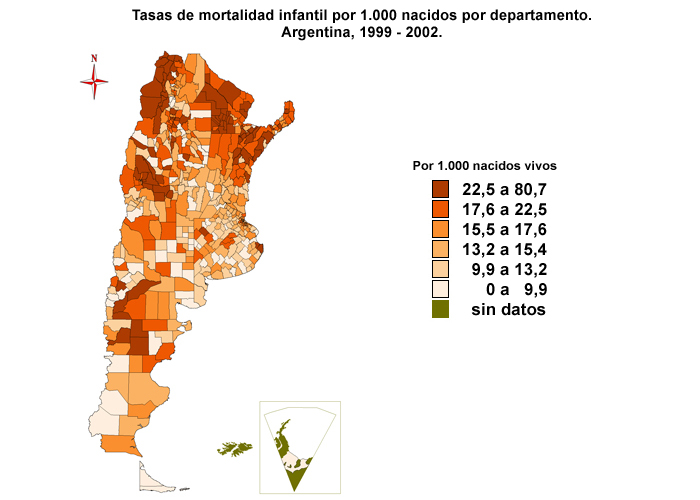 Tasas de mortalidad infantil por 1.000 nacidos por departamento.
Argentina, 1999 - 2002.
N
Por 1.000 nacidos vivos
22,5 a 80,7
17,6 a 22,5
15,5 a 17,6
13,2 a 15,4
9,9 a 13,2
0 a 9,9
sin datos